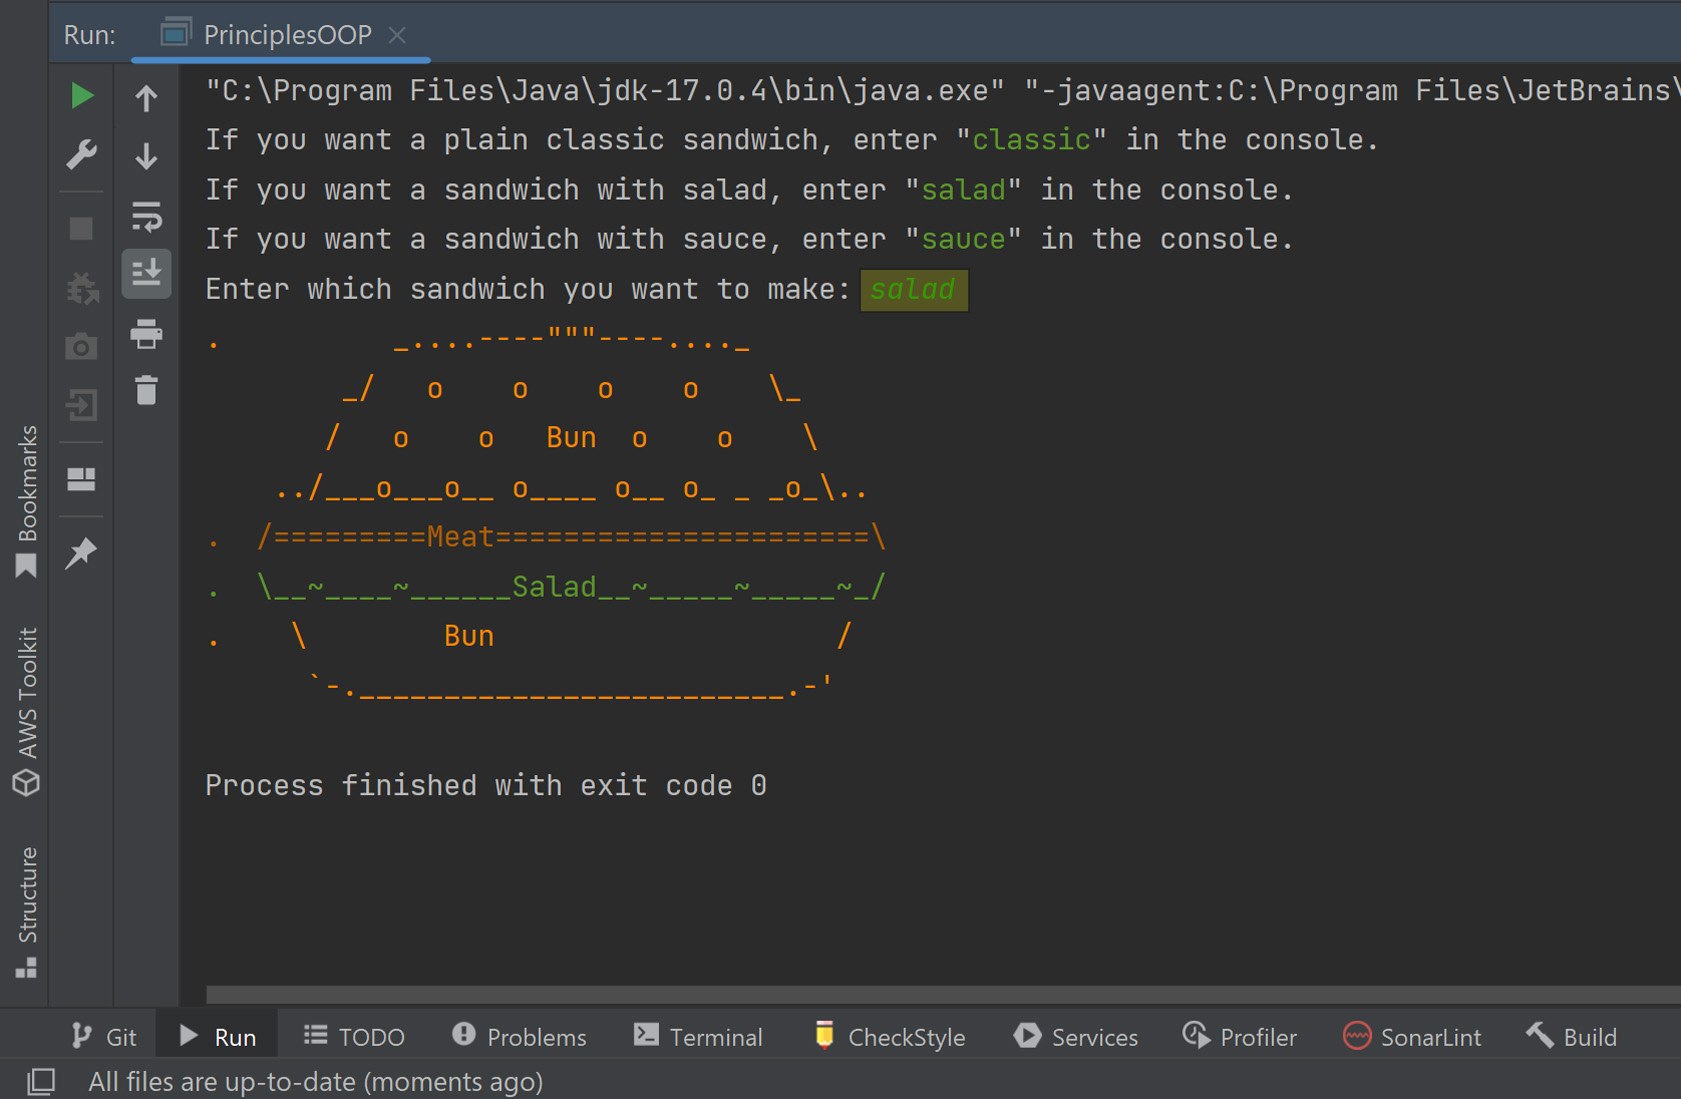 Run: PrinciplesOOP
"C:\Program Files\Java\jdk-17.0.4\bin\java.exe" "-javaagent:C:\Program Files\JetBrains\
If you want a plain classic sandwich, enter "classic" in the console.
If you want a sandwich with salad, enter "salad" in the console.
If you want a sandwich with sauce, enter "sauce" in the console.
Enter which sandwich you want to make: salad
.          _....----"""----...._
        _/   o    o    o    o    \_
       /   o    o   Bun  o    o    \
    ../___o___o__ o____ o__ o_ _ _o_\..
.  /=========Meat======================\
.  \__~____~______Salad__~_____~_____~_/
.    \        Bun                    /
      `-._________________________.-'
Process finished with exit code 0
Bookmarks
AWS Toolkit
Structure
Git Run TODO Problems Terminal CheckStyle Services Profiler SonarLint Build
All files are up-to-date (moments ago)